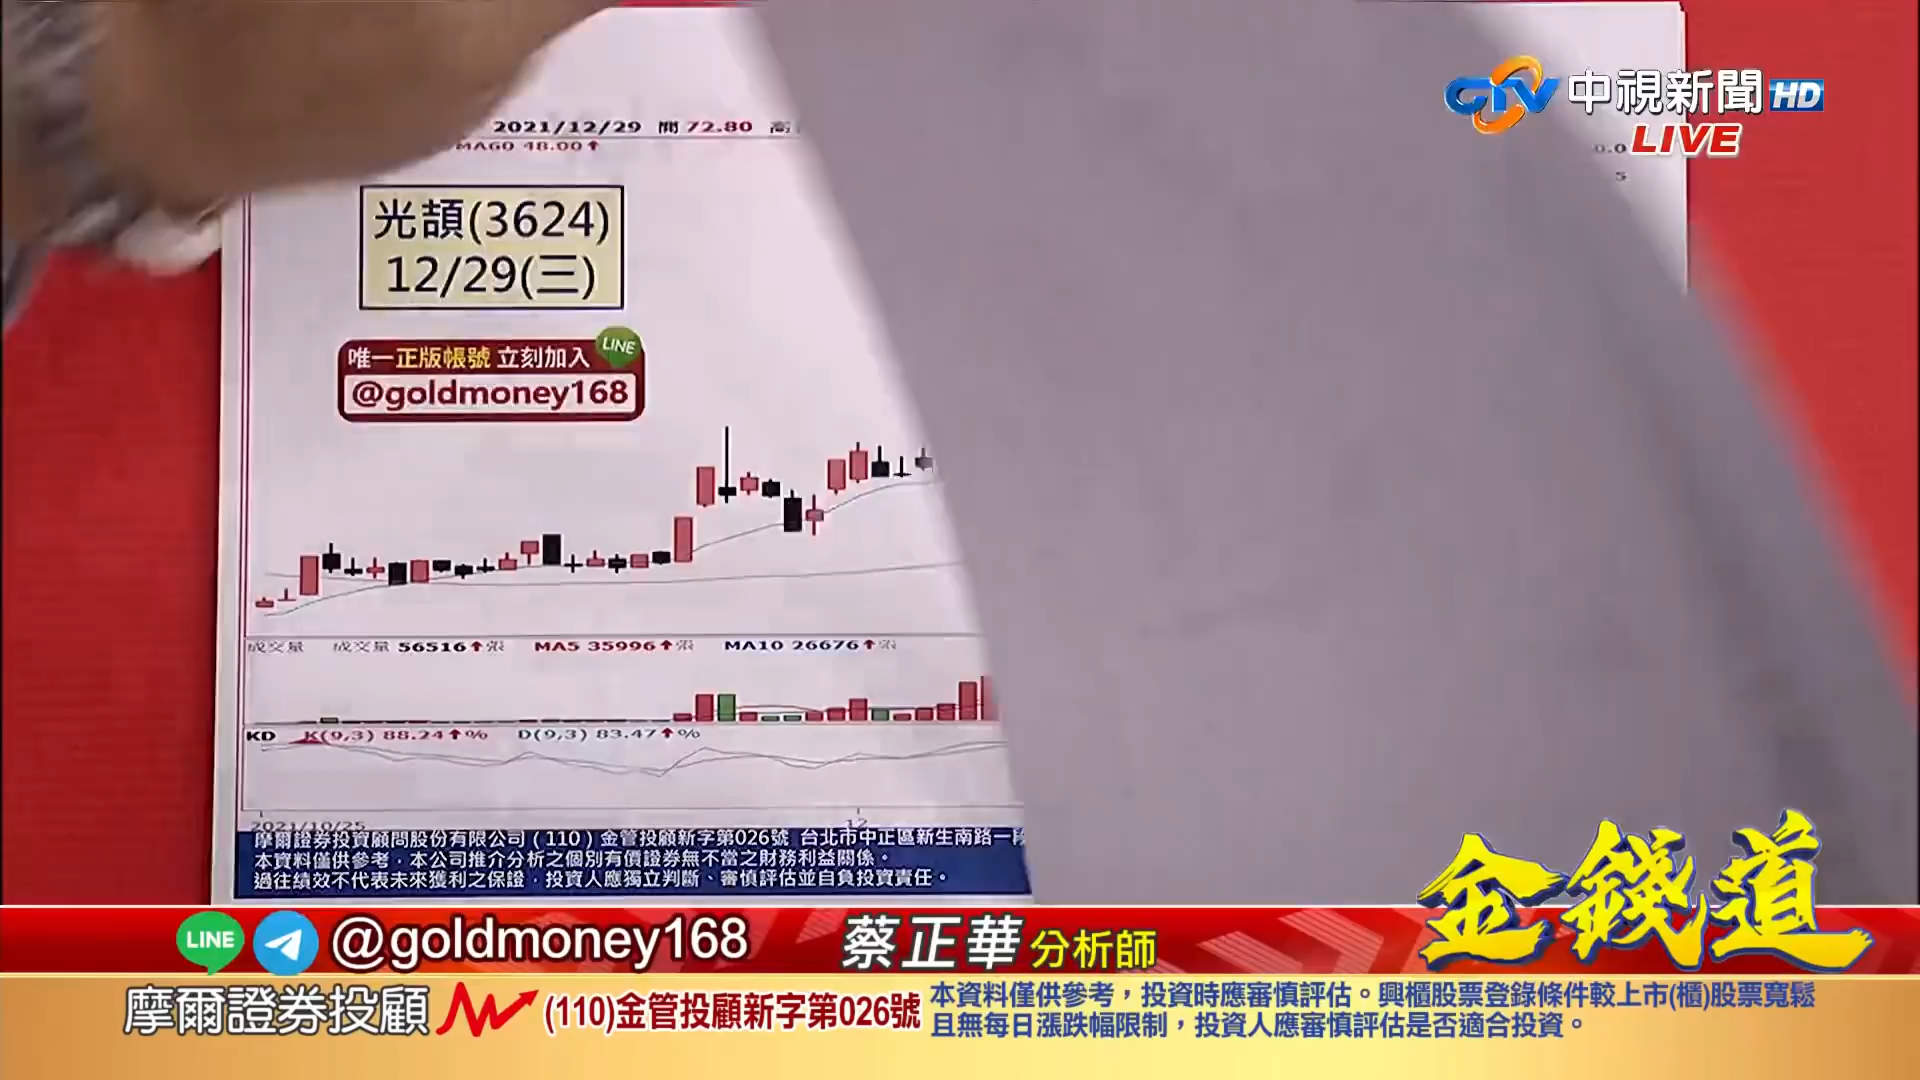 CTV 中視新聞 HD
LIVE
2021/12/29 開 72.80 高
MA60 48.00↑
光頡(3624)
12/29(三)
唯一正版帳號 立刻加入 LINE
@goldmoney168
成交量 成交量 56516↑張 MA5 35996↑張 MA10 26676↑張
KD K(9,3) 88.24↑% D(9,3) 83.47↑%
2021/10/25 12
摩爾證券投資顧問股份有限公司(110)金管投顧新字第026號 台北市中正區新生南路一段
本資料僅供參考，本公司推介分析之個別有價證券無不當之財務利益關係。
過往績效不代表未來獲利之保證，投資人應獨立判斷、審慎評估並自負投資責任。
金錢道
LINE @goldmoney168 蔡正華 分析師
摩爾證券投顧 (110)金管投顧新字第026號
本資料僅供參考，投資時應審慎評估。興櫃股票登錄條件較上市(櫃)股票寬鬆
且無每日漲跌幅限制，投資人應審慎評估是否適合投資。